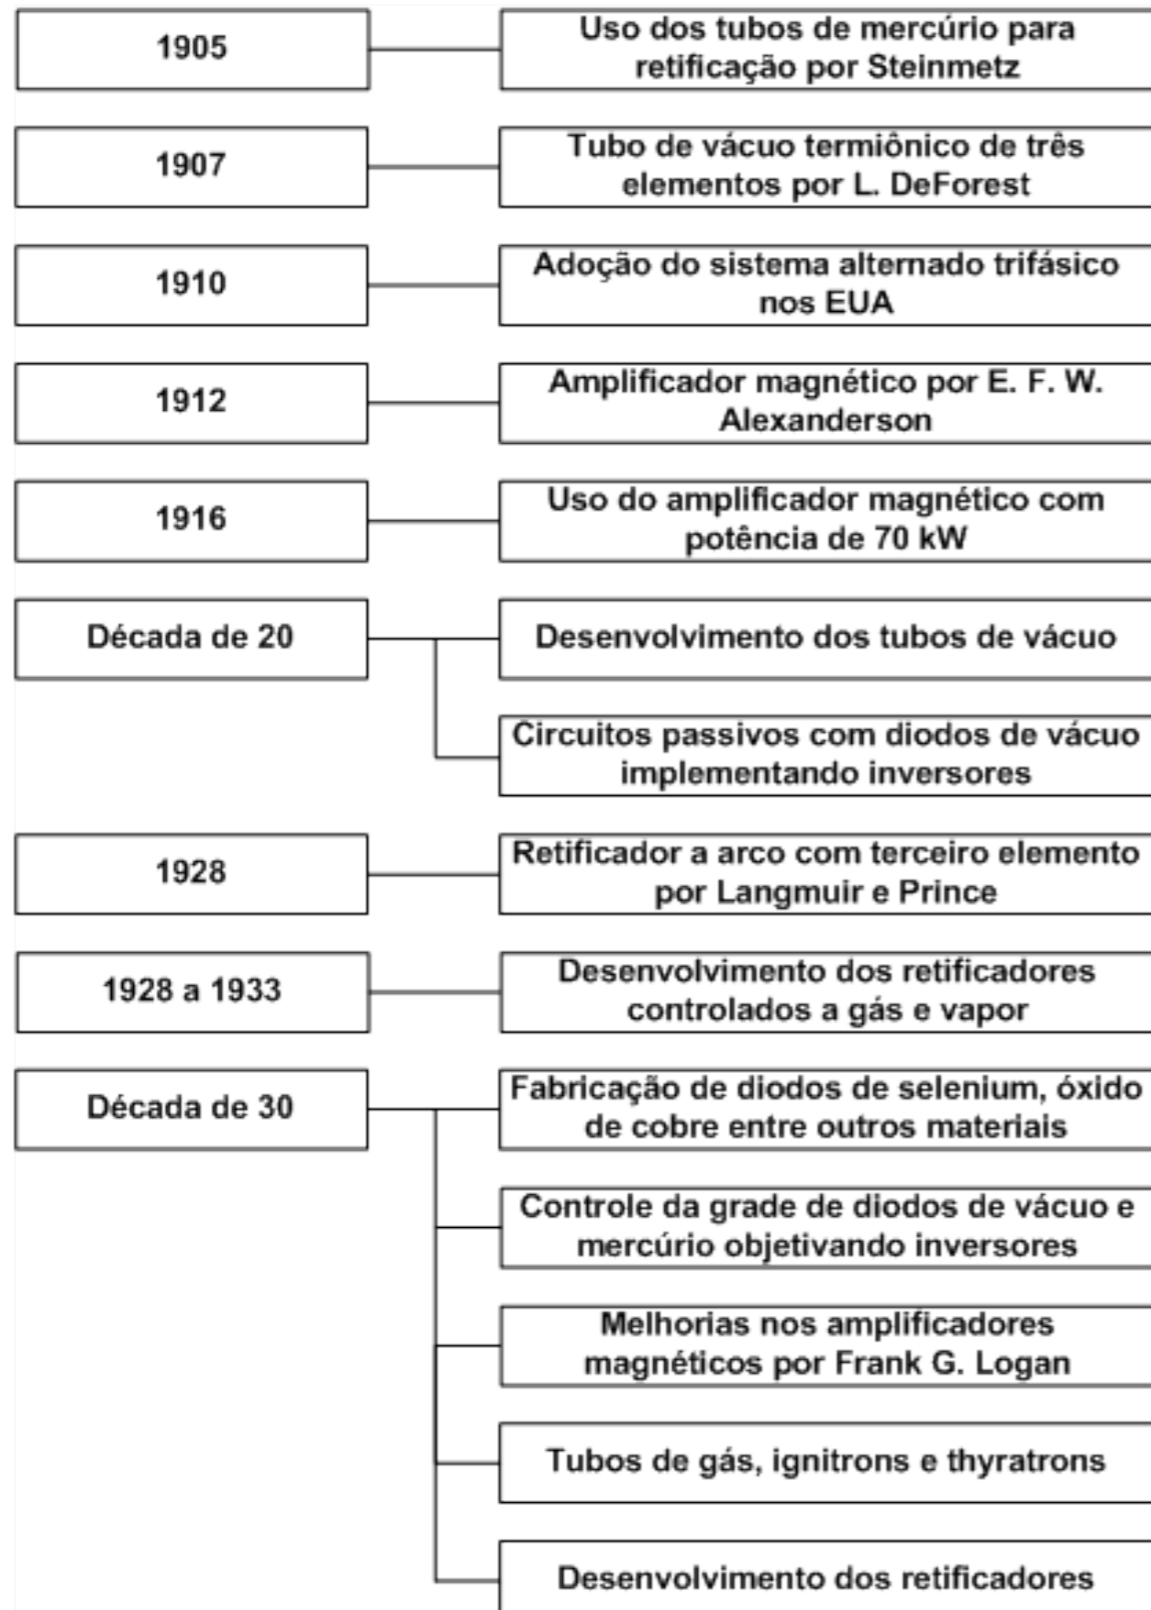 1905
Uso dos tubos de mercúrio para
retificação por Steinmetz
1907
Tubo de vácuo termiônico de três
elementos por L. DeForest
1910
Adoção do sistema alternado trifásico
nos EUA
1912
Amplificador magnético por E. F. W.
Alexanderson
1916
Uso do amplificador magnético com
potência de 70 kW
Década de 20
Desenvolvimento dos tubos de vácuo
Circuitos passivos com diodos de vácuo
implementando inversores
1928
Retificador a arco com terceiro elemento
por Langmuir e Prince
1928 a 1933
Desenvolvimento dos retificadores
controlados a gás e vapor
Década de 30
Fabricação de diodos de selenium, óxido
de cobre entre outros materiais
Controle da grade de diodos de vácuo e
mercúrio objetivando inversores
Melhorias nos amplificadores
magnéticos por Frank G. Logan
Tubos de gás, ignitrons e thyratrons
Desenvolvimento dos retificadores